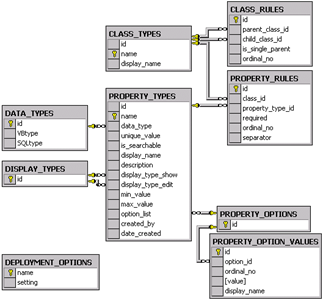 CLASS_TYPES
id
name
display_name
CLASS_RULES
id
parent_class_id
child_class_id
is_single_parent
ordinal_no
PROPERTY_RULES
id
class_id
property_type_id
required
ordinal_no
separator
DATA_TYPES
id
VBtype
SQLtype
DISPLAY_TYPES
id
PROPERTY_TYPES
id
name
data_type
unique_value
is_searchable
display_name
description
display_type_show
display_type_edit
min_value
max_value
option_list
created_by
date_created
PROPERTY_OPTIONS
id
PROPERTY_OPTION_VALUES
id
option_id
ordinal_no
[value]
display_name
DEPLOYMENT_OPTIONS
name
setting